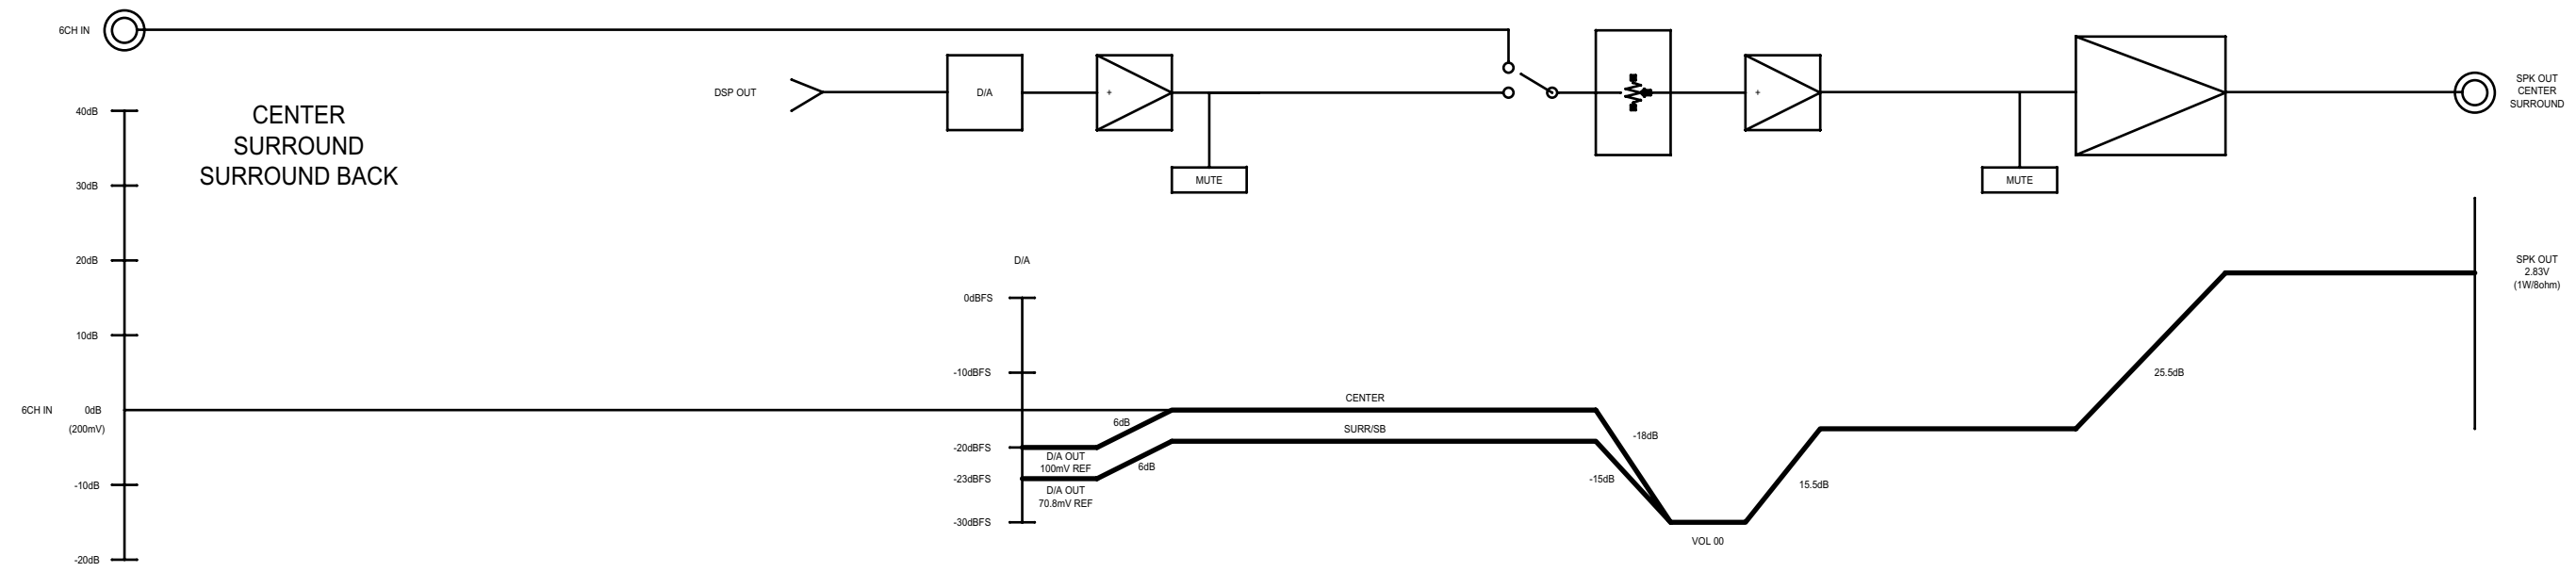 6CH IN
DSP OUT
D/A
+
+
SPK OUT
CENTER
SURROUND
MUTE
MUTE
CENTER
SURROUND
SURROUND BACK
40dB
30dB
20dB
10dB
6CH IN
0dB
(200mV)
-10dB
-20dB
D/A
0dBFS
-10dBFS
-20dBFS
-23dBFS
-30dBFS
D/A OUT
100mV REF
D/A OUT
70.8mV REF
6dB
6dB
CENTER
SURR/SB
-18dB
-15dB
VOL 00
15.5dB
25.5dB
SPK OUT
2.83V
(1W/8ohm)